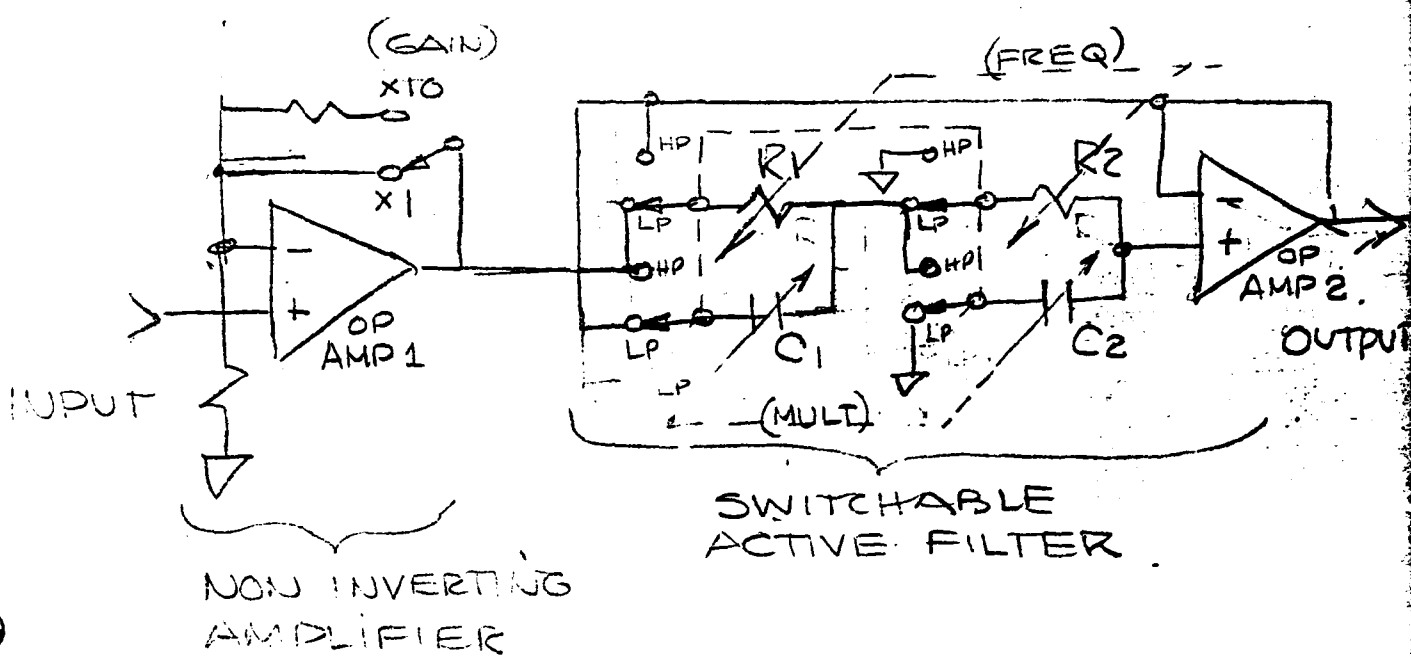 (GAIN)
X10
X1
(FREQ)
HP
R1
HP
R2
LP
LP
HP
HP
-
+
-
+
OP
AMP 1
OP
AMP 2.
LP
C1
LP
C2
OUTPUT
LP
INPUT
(MULT)
SWITCHABLE
ACTIVE FILTER
NON INVERTING
AMPLIFIER